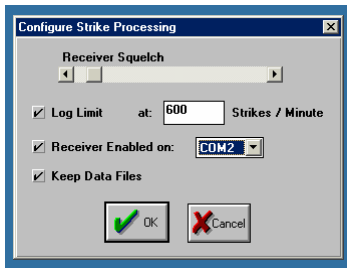 Configure Strike Processing
Receiver Squelch
Log Limit at: 600 Strikes / Minute
Receiver Enabled on: COM2
Keep Data Files
OK Cancel